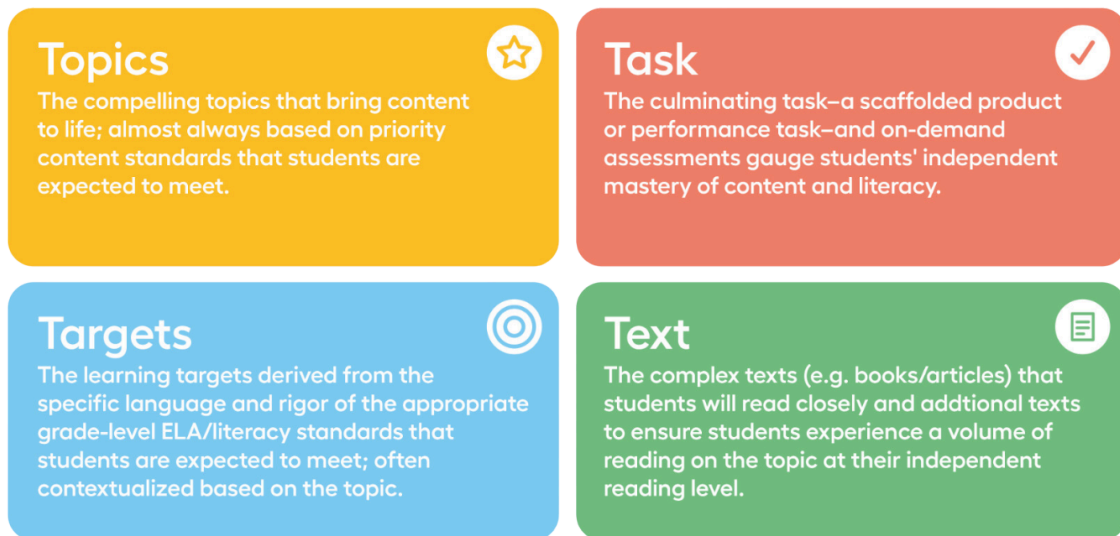 Topics
The compelling topics that bring content
to life; almost always based on priority
content standards that students are
expected to meet.
Task
The culminating task–a scaffolded product
or performance task–and on-demand
assessments gauge students' independent
mastery of content and literacy.
Targets
The learning targets derived from the
specific language and rigor of the appropriate
grade-level ELA/literacy standards that
students are expected to meet; often
contextualized based on the topic.
Text
The complex texts (e.g. books/articles) that
students will read closely and addtional texts
to ensure students experience a volume of
reading on the topic at their independent
reading level.